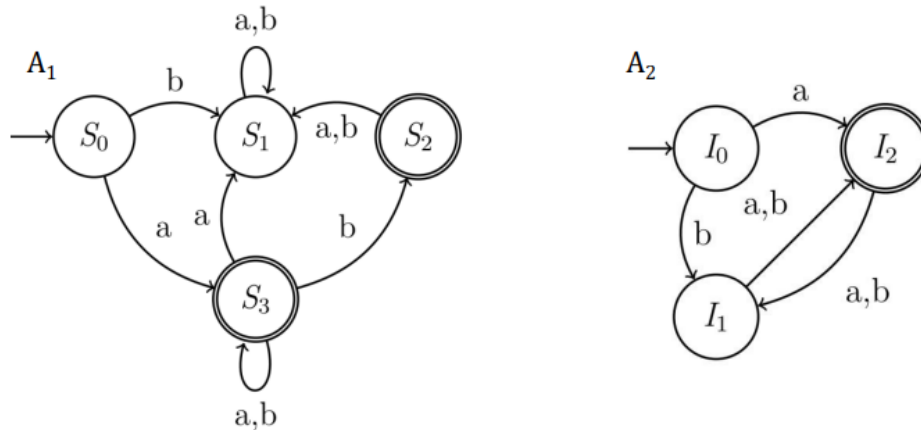 A₁
a,b
b
S₀
S₁
a,b
S₂
a
a
b
S₃
a,b
A₂
a
I₀
I₂
b
a,b
a,b
I₁